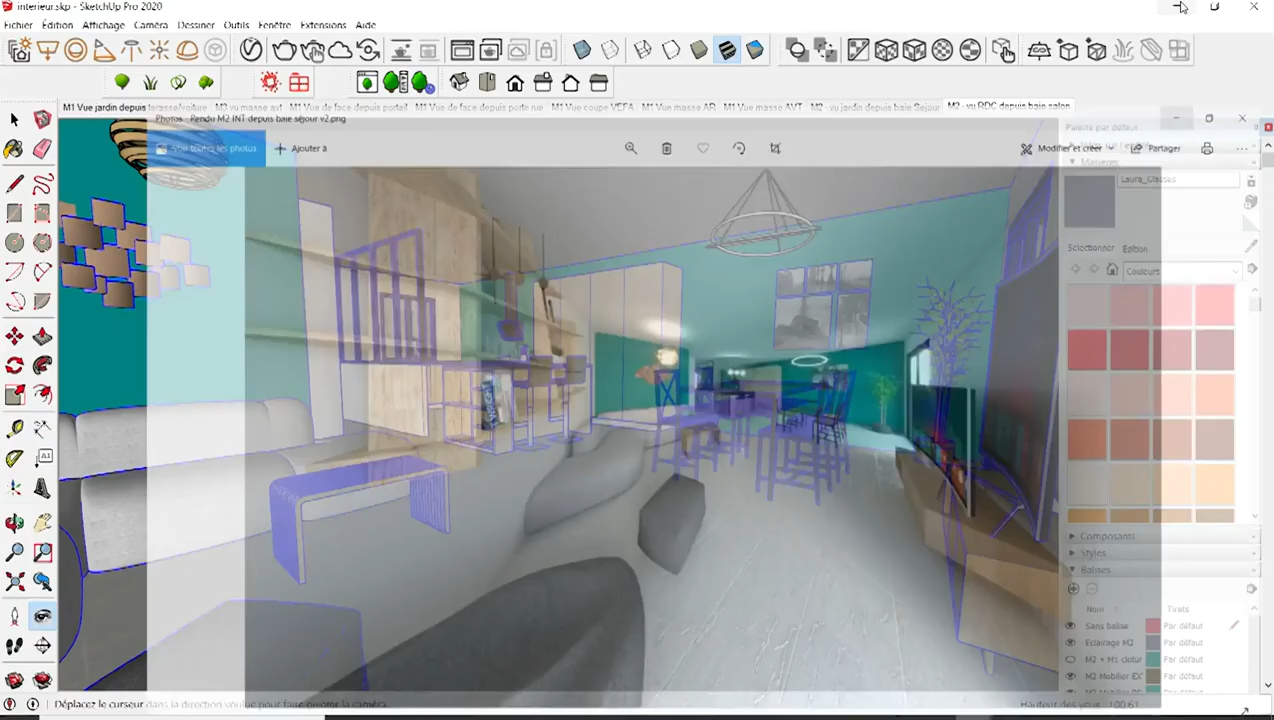 interieur.skp - SketchUp Pro 2020
Fichier Édition Affichage Caméra Dessiner Outils Fenêtre Extensions Aide
M1 Vue jardin depuis terasse/voiture M3 vu masse avt M1 Vue de face depuis portail M1 Vue de face depuis porte rue M1 Vue coupe VEFA M1 Vue masse AR M1 Vue masse AVT M2 - vu jardin depuis baie Sejour M2 - vu RDC depuis baie salon
Photos - Rendu M2 INT depuis baie séjour v2.png
Palette par défaut
Voir toutes les photos Ajouter à Modifier et créer Partager
Matières
Laura_Classes
Sélectionner Édition
Couleurs
Composants
Styles
Balises
Nom Tirets
Sans balise Par défaut
Eclairage M2 Par défaut
M2 + M1 clotur Par défaut
M2 Mobilier EX Par défaut
Déplacez le curseur dans la direction voulue pour faire pivoter la caméra. Hauteur des yeux